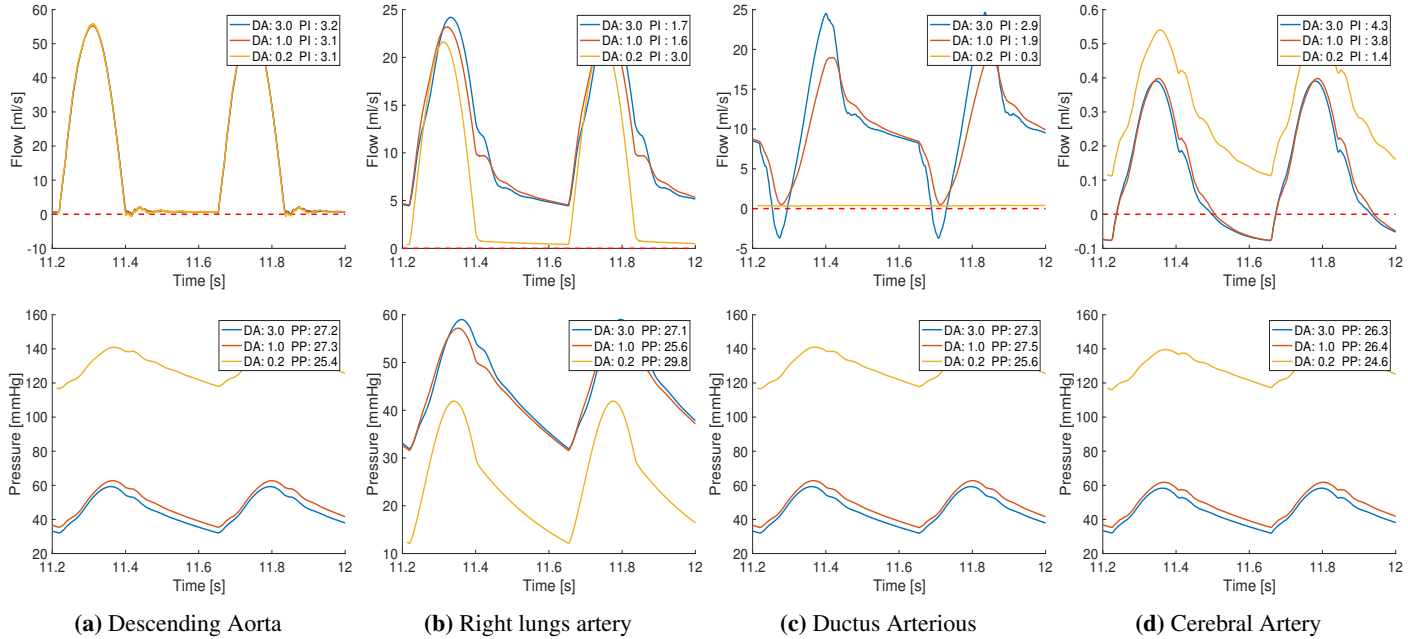 60
50
40
30
20
10
0
-10
Flow [ml/s]
11.2 11.4 11.6 11.8 12
Time [s]
DA: 3.0 PI : 3.2
DA: 1.0 PI : 3.1
DA: 0.2 PI : 3.1
25
20
15
10
5
0
Flow [ml/s]
11.2 11.4 11.6 11.8 12
Time [s]
DA: 3.0 PI : 1.7
DA: 1.0 PI : 1.6
DA: 0.2 PI : 3.0
25
20
15
10
5
0
5
Flow [ml/s]
11.2 11.4 11.6 11.8 12
Time [s]
DA: 3.0 PI : 2.9
DA: 1.0 PI : 1.9
DA: 0.2 PI : 0.3
0.6
0.5
0.4
0.3
0.2
0.1
0
-0.1
Flow [ml/s]
11.2 11.4 11.6 11.8 12
Time [s]
DA: 3.0 PI : 4.3
DA: 1.0 PI : 3.8
DA: 0.2 PI : 1.4
160
140
120
100
80
60
40
20
Pressure [mmHg]
11.2 11.4 11.6 11.8 12
Time [s]
DA: 3.0 PP: 27.2
DA: 1.0 PP: 27.3
DA: 0.2 PP: 25.4
60
50
40
30
20
10
Pressure [mmHg]
11.2 11.4 11.6 11.8 12
Time [s]
DA: 3.0 PP: 27.1
DA: 1.0 PP: 25.6
DA: 0.2 PP: 29.8
160
140
120
100
80
60
40
20
Pressure [mmHg]
11.2 11.4 11.6 11.8 12
Time [s]
DA: 3.0 PP: 27.3
DA: 1.0 PP: 27.5
DA: 0.2 PP: 25.6
160
140
120
100
80
60
40
20
Pressure [mmHg]
11.2 11.4 11.6 11.8 12
Time [s]
DA: 3.0 PP: 26.3
DA: 1.0 PP: 26.4
DA: 0.2 PP: 24.6
(a) Descending Aorta
(b) Right lungs artery
(c) Ductus Arterious
(d) Cerebral Artery